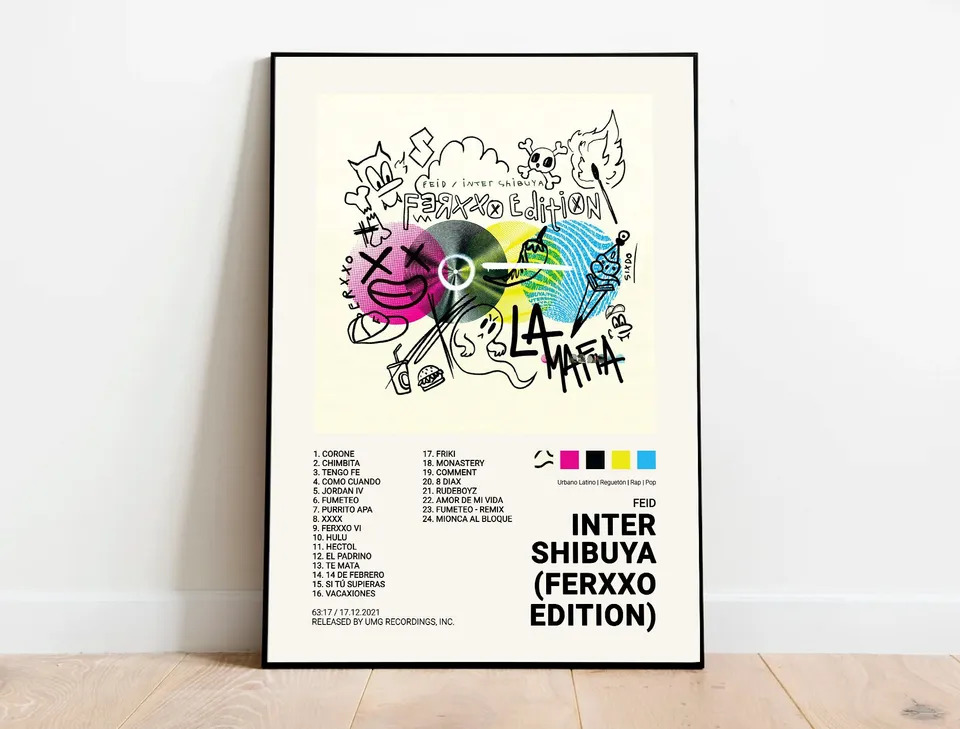 FEID / INTER SHIBUYA
FERXXO EDITION
FERXXO
SIXDO
LA
MAFIA
1. CORONE
2. CHIMBITA
3. TENGO FE
4. COMO CUANDO
5. JORDAN IV
6. FUMETEO
7. PURRITO APA
8. XXXX
9. FERXXO VI
10. HULU
11. HECTOL
12. EL PADRINO
13. TE MATA
14. 14 DE FEBRERO
15. SI TÚ SUPIERAS
16. VACAXIONES
17. FRIKI
18. MONASTERY
19. COMMENT
20. 8 DIAX
21. RUDEBOYZ
22. AMOR DE MI VIDA
23. FUMETEO - REMIX
24. MIONCA AL BLOQUE
63:17 / 17.12.2021
RELEASED BY UMG RECORDINGS, INC.
Urbano Latino | Reguetón | Rap | Pop
FEID
INTER
SHIBUYA
(FERXXO
EDITION)